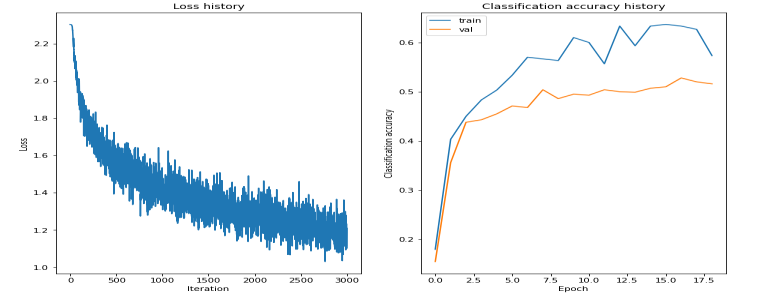 Loss history
2.2
2.0
1.8
1.6
1.4
1.2
1.0
Loss
0 500 1000 1500 2000 2500 3000
Iteration
Classification accuracy history
train
val
0.6
0.5
0.4
0.3
0.2
Classification accuracy
0.0 2.5 5.0 7.5 10.0 12.5 15.0 17.5
Epoch